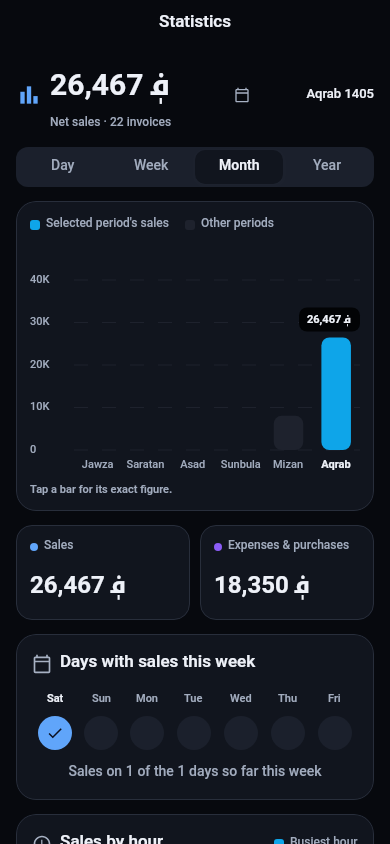 Statistics
26,467 ؋
Aqrab 1405
Net sales · 22 invoices
Day Week Month Year
Selected period's sales Other periods
40K
30K
26,467 ؋
20K
10K
0
Jawza Saratan Asad Sunbula Mizan Aqrab
Tap a bar for its exact figure.
Sales Expenses & purchases
26,467 ؋ 18,350 ؋
Days with sales this week
Sat Sun Mon Tue Wed Thu Fri
Sales on 1 of the 1 days so far this week
Sales by hour Busiest hour